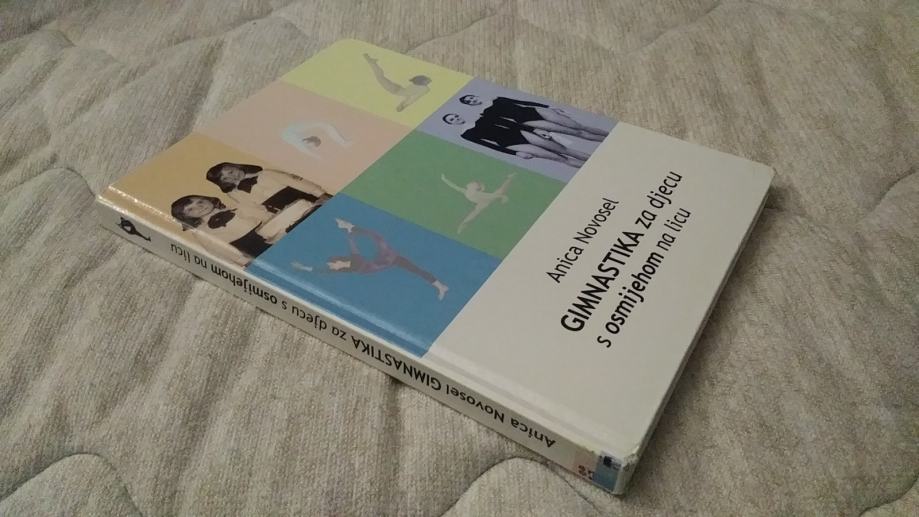 Anica Novosel
GIMNASTIKA za djecu
s osmijehom na licu
Anica Novosel GIMNASTIKA za djecu s osmijehom na licu